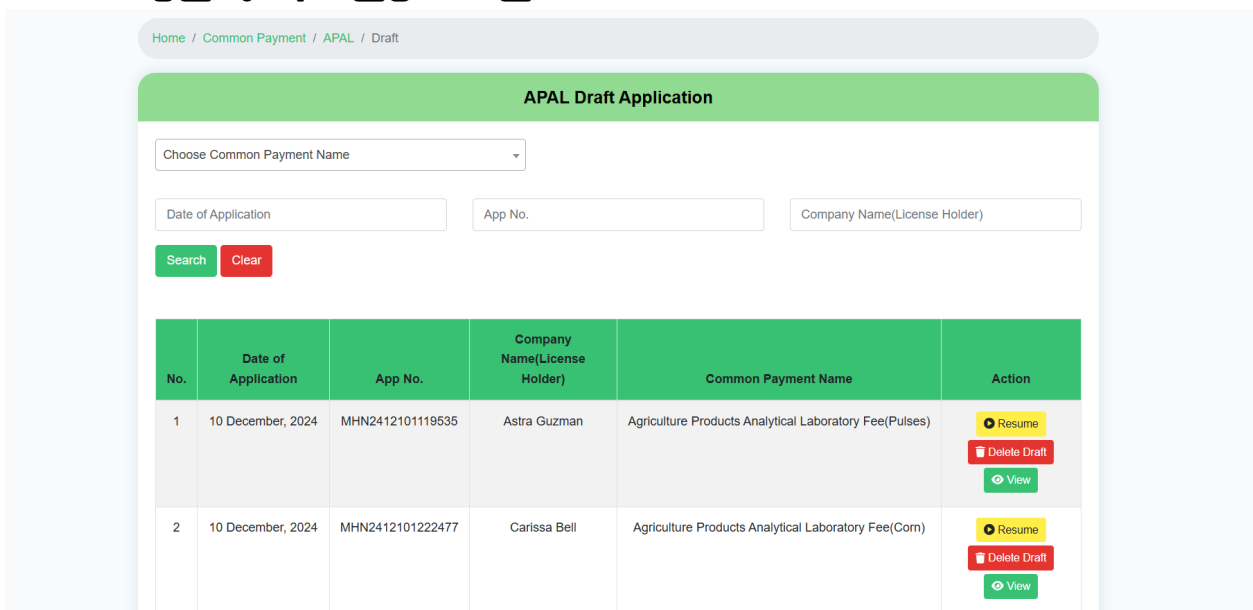 Home / Common Payment / APAL / Draft
APAL Draft Application
Choose Common Payment Name
Date of Application
App No.
Company Name(License Holder)
Search Clear
No.
Date of
Application
App No.
Company
Name(License
Holder)
Common Payment Name
Action
1 10 December, 2024 MHN2412101119535 Astra Guzman Agriculture Products Analytical Laboratory Fee(Pulses)
Resume
Delete Draft
View
2 10 December, 2024 MHN2412101222477 Carissa Bell Agriculture Products Analytical Laboratory Fee(Corn)
Resume
Delete Draft
View